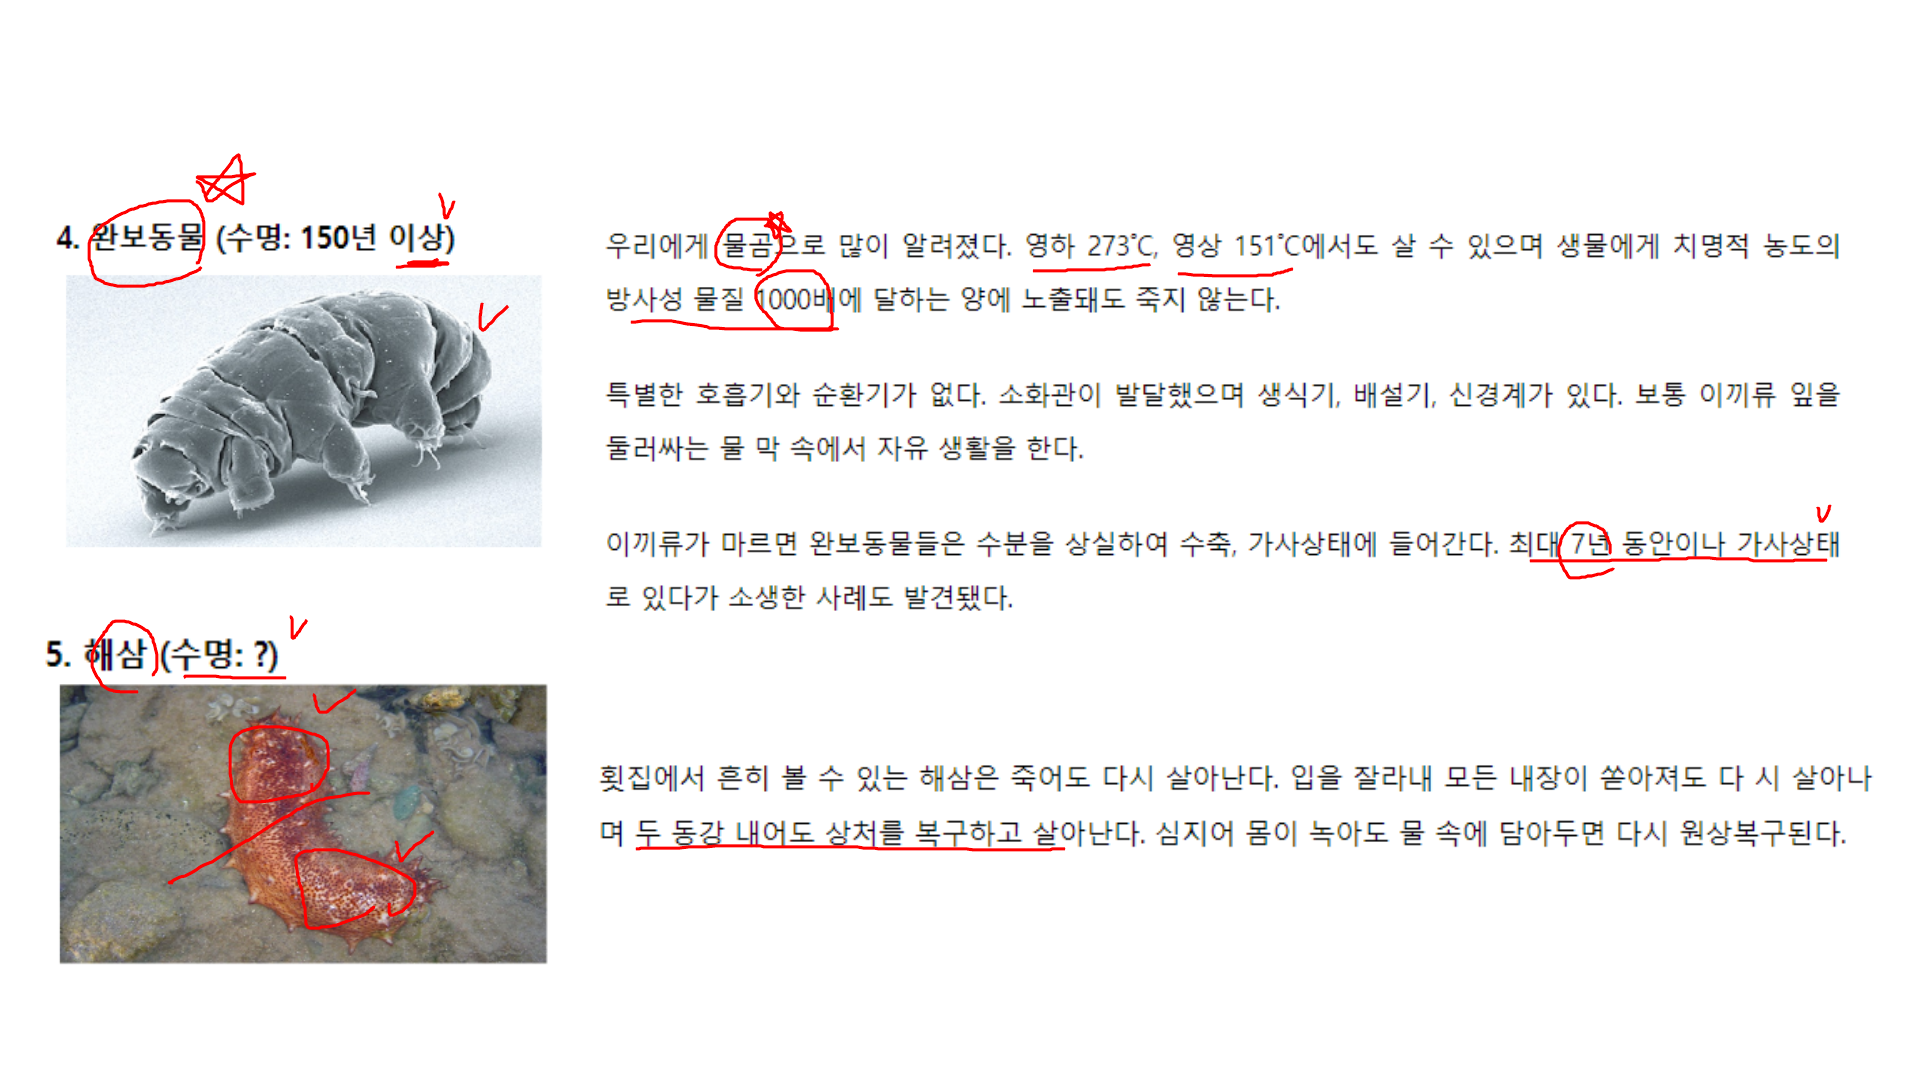 4. 완보동물 (수명: 150년 이상)
우리에게 물곰으로 많이 알려졌다. 영하 273˚C, 영상 151˚C에서도 살 수 있으며 생물에게 치명적 농도의
방사성 물질 1000배에 달하는 양에 노출돼도 죽지 않는다.
특별한 호흡기와 순환기가 없다. 소화관이 발달했으며 생식기, 배설기, 신경계가 있다. 보통 이끼류 잎을
둘러싸는 물 막 속에서 자유 생활을 한다.
이끼류가 마르면 완보동물들은 수분을 상실하여 수축, 가사상태에 들어간다. 최대 7년 동안이나 가사상태
로 있다가 소생한 사례도 발견됐다.
5. 해삼 (수명: ?)
횟집에서 흔히 볼 수 있는 해삼은 죽어도 다시 살아난다. 입을 잘라내 모든 내장이 쏟아져도 다 시 살아나
며 두 동강 내어도 상처를 복구하고 살아난다. 심지어 몸이 녹아도 물 속에 담아두면 다시 원상복구된다.